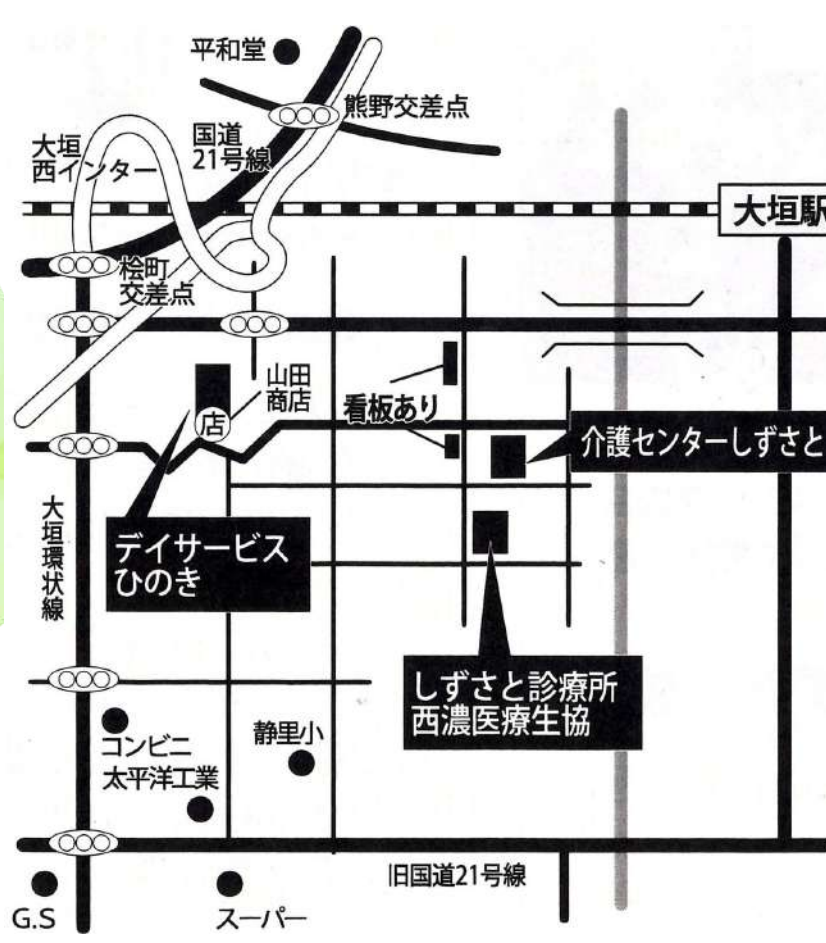 平和堂
熊野交差点
国道
21号線
大垣
西インター
大垣駅
桧町
交差点
山田
商店
店
看板あり
介護センターしずさと
デイサービス
ひのき
大垣環状線
しずさと診療所
西濃医療生協
コンビニ
太平洋工業
静里小
旧国道21号線
G.S
スーパー